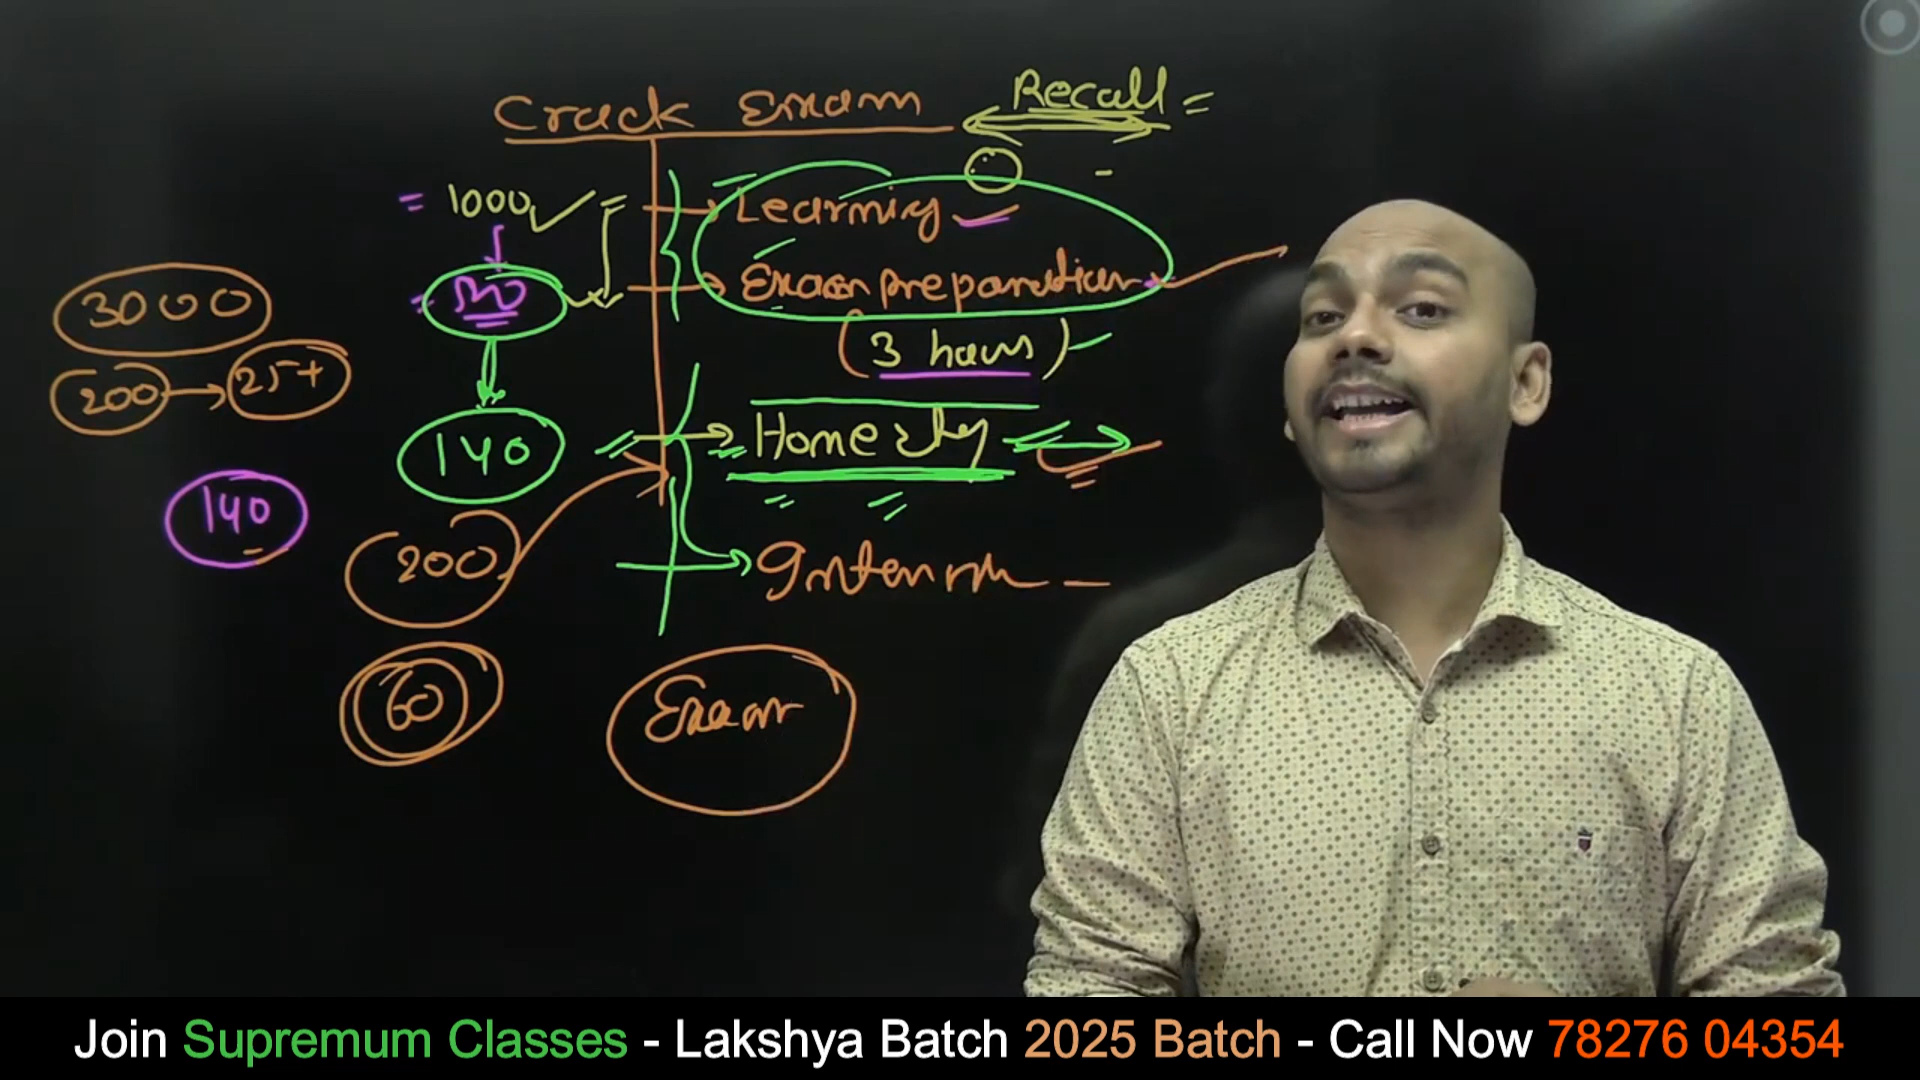 Crack Exam
Recall =
= 1000
Learning
Exam preparation
3000
(3 hours)
200 → 25+
140
Home
140
200
60
Exam
Join Supremum Classes - Lakshya Batch 2025 Batch - Call Now 78276 04354